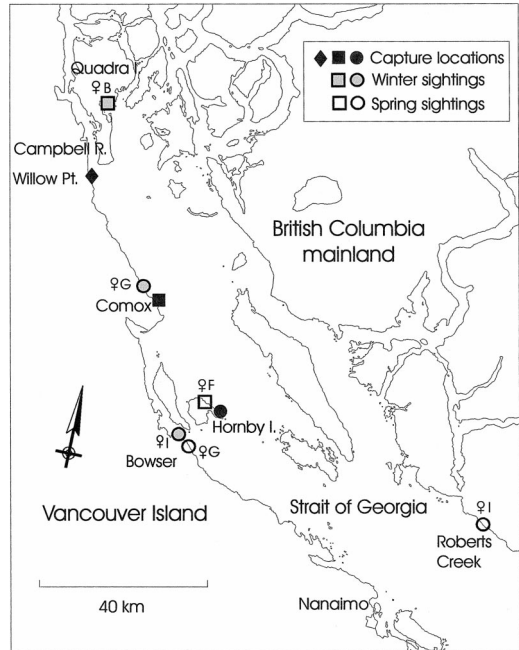 Capture locations
Winter sightings
Spring sightings
Quadra I.
♀B
Campbell R.
Willow Pt.
British Columbia
mainland
♀G
Comox
♀F
Hornby I.
♀I
♀G
Bowser
Vancouver Island
Strait of Georgia
♀I
Roberts
Creek
40 km
Nanaimo